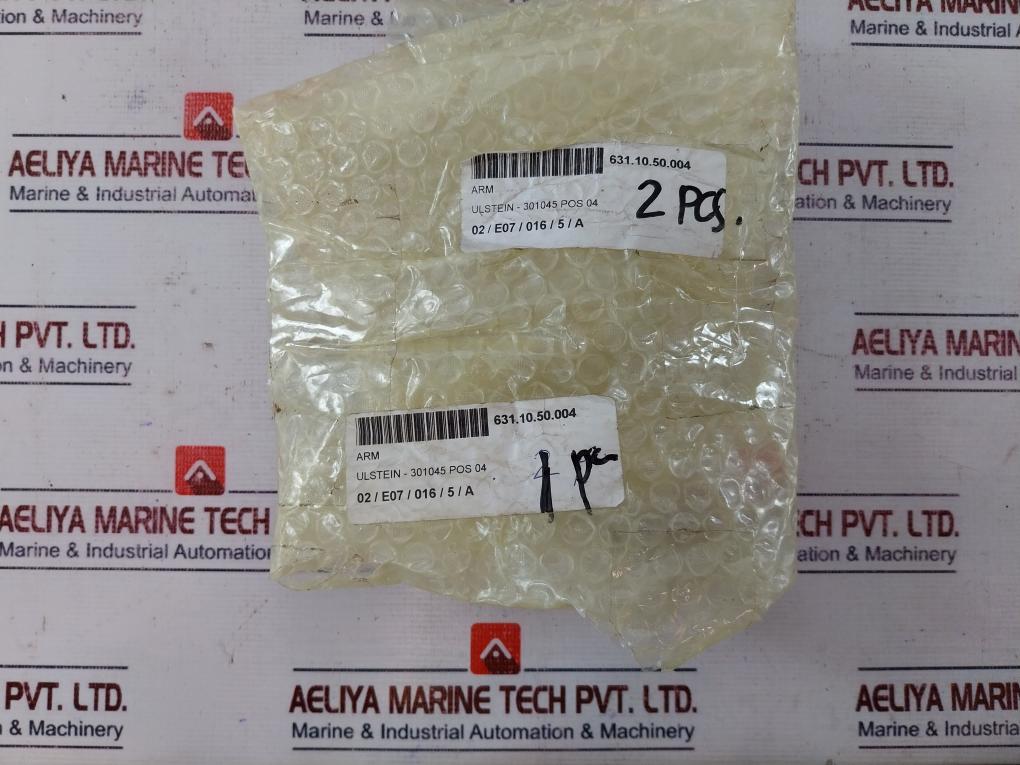 ation & Machinery
Marine &
AELIYA MARIN
Marine & Industrial A
AELIYA MARINE TEC
Marine & Industrial Automa
CH PVT. LTD.
ation & Machinery
631.10.50.004
ARM
ULSTEIN - 301045 POS 04
2 PCS.
02 / E07 / 016 / 5 / A
H PVT. LTD.
n & Machinery
AELIYA MARIN
Marine & Industrial
631.10.50.004
ARM
ULSTEIN - 301045 POS 04
1 pc
02 / E07 / 016 / 5 / A
AELIYA MARINE TECH
Marine & Industrial Automation
CH PVT. LTD.
ation & Machinery
PVT. LTD.
& Machinery
AELIYA MARINE TECH PVT. LTD.
Marine & Industrial Automation & Machinery
AELIYA MARIN
Marine & Industrial